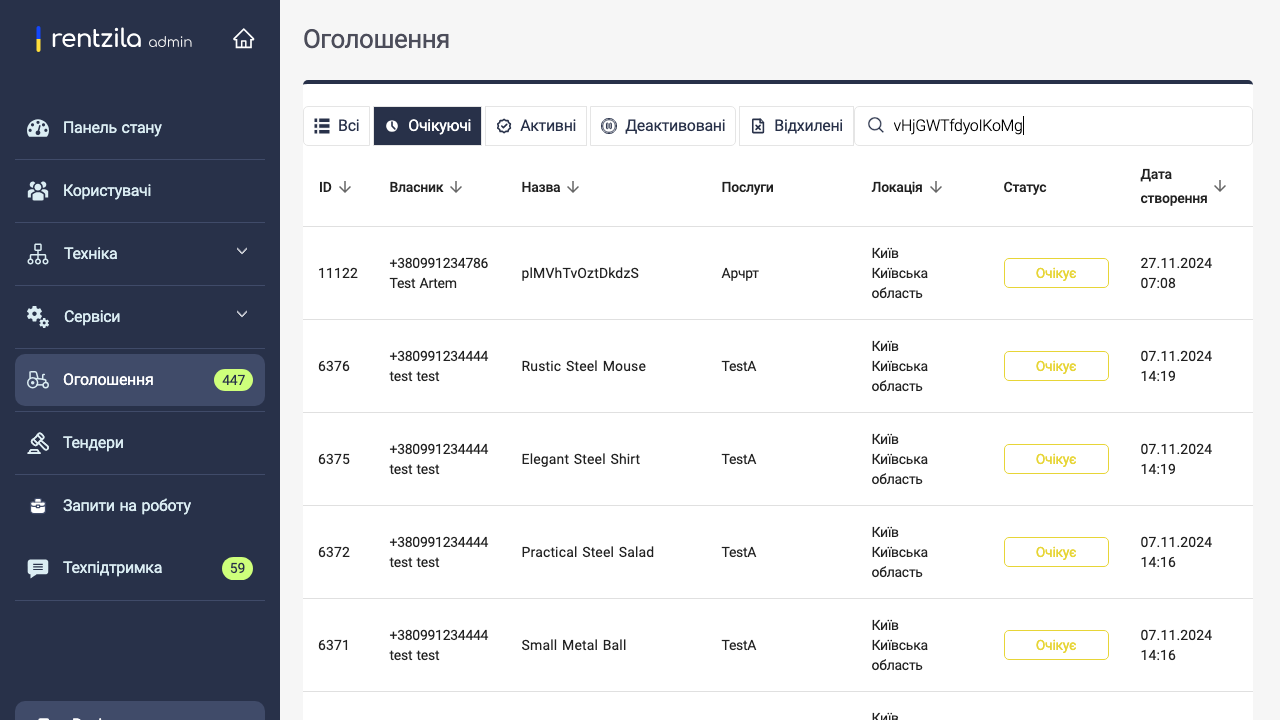 rentzila admin
Оголошення
Панель стану
Користувачі
Техніка
Сервіси
Оголошення 447
Тендери
Запити на роботу
Техпідтримка 59
Всі Очікуючі Активні Деактивовані Відхилені vHjGWTfdyoIKoMg
ID Власник Назва Послуги Локація Статус Дата
створення
11122 +380991234786
Test Artem pIMVhTvOztDkdzS Арчрт Київ
Київська
область Очікує 27.11.2024
07:08
6376 +380991234444
test test Rustic Steel Mouse TestA Київ
Київська
область Очікує 07.11.2024
14:19
6375 +380991234444
test test Elegant Steel Shirt TestA Київ
Київська
область Очікує 07.11.2024
14:19
6372 +380991234444
test test Practical Steel Salad TestA Київ
Київська
область Очікує 07.11.2024
14:16
6371 +380991234444
test test Small Metal Ball TestA Київ
Київська
область Очікує 07.11.2024
14:16
Київ